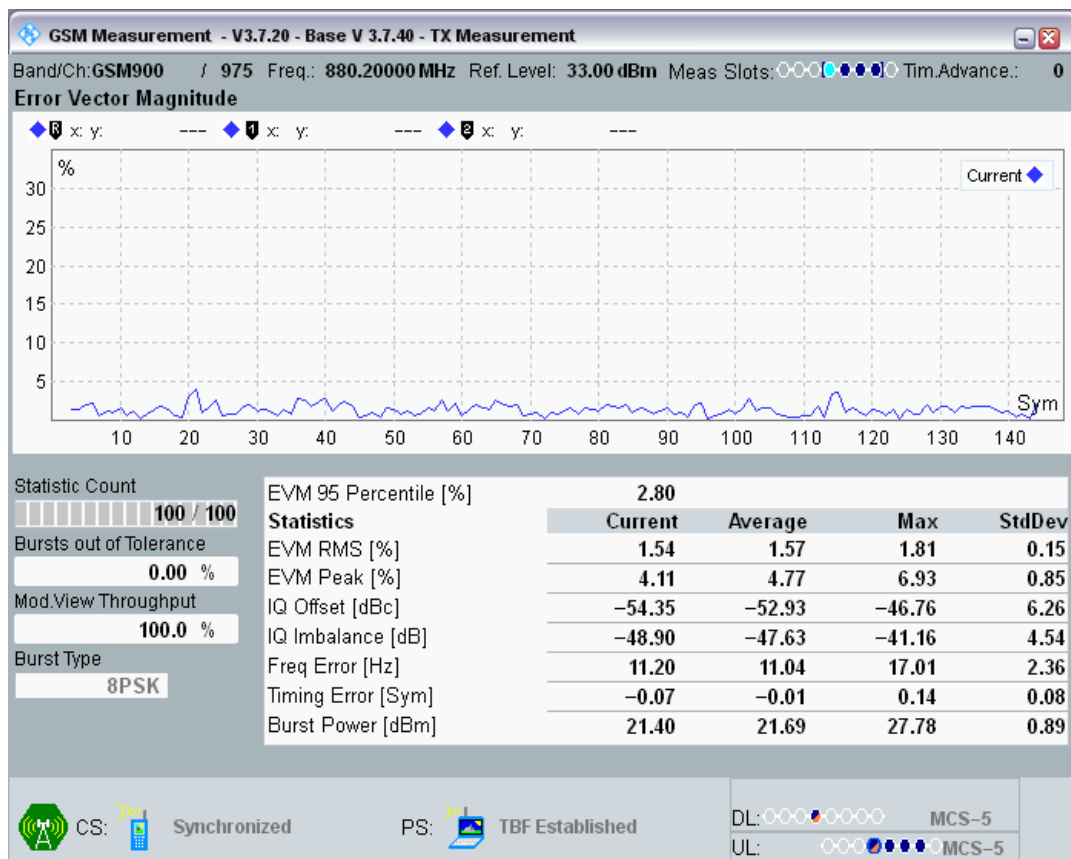 GSM Measurement - V3.7.20 - Base V 3.7.40 - TX Measurement
Band/Ch:GSM900 / 975 Freq.: 880.20000 MHz Ref. Level: 33.00 dBm Meas Slots: Tim.Advance.: 0
Error Vector Magnitude
R x: y: --- 1 x: y: --- 2 x: y: ---
%
Current
30
25
20
15
10
5
Sym
10 20 30 40 50 60 70 80 90 100 110 120 130 140
Statistic Count
100 / 100
Bursts out of Tolerance
0.00 %
Mod.View Throughput
100.0 %
Burst Type
8PSK
EVM 95 Percentile [%] 2.80
Statistics Current Average Max StdDev
EVM RMS [%] 1.54 1.57 1.81 0.15
EVM Peak [%] 4.11 4.77 6.93 0.85
IQ Offset [dBc] −54.35 −52.93 −46.76 6.26
IQ Imbalance [dB] −48.90 −47.63 −41.16 4.54
Freq Error [Hz] 11.20 11.04 17.01 2.36
Timing Error [Sym] −0.07 −0.01 0.14 0.08
Burst Power [dBm] 21.40 21.69 27.78 0.89
CS: Synchronized PS: TBF Established
DL: MCS−5
UL: MCS−5